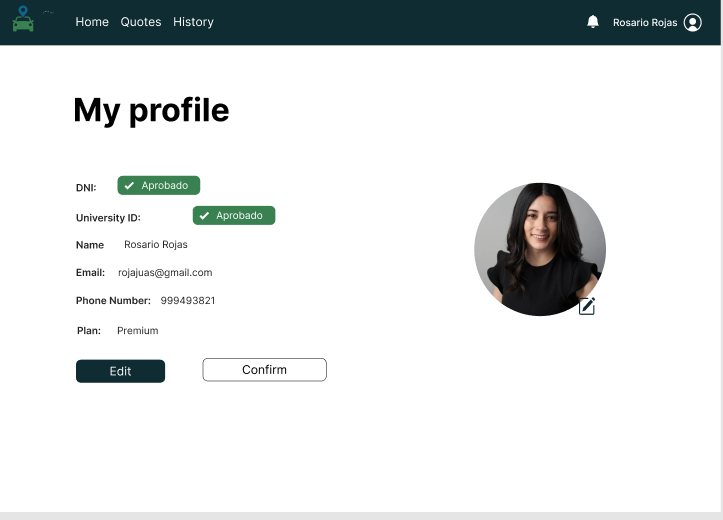 Home Quotes History Rosario Rojas
My profile
DNI: Aprobado
University ID: Aprobado
Name Rosario Rojas
Email: rojajuas@gmail.com
Phone Number: 999493821
Plan: Premium
Edit Confirm